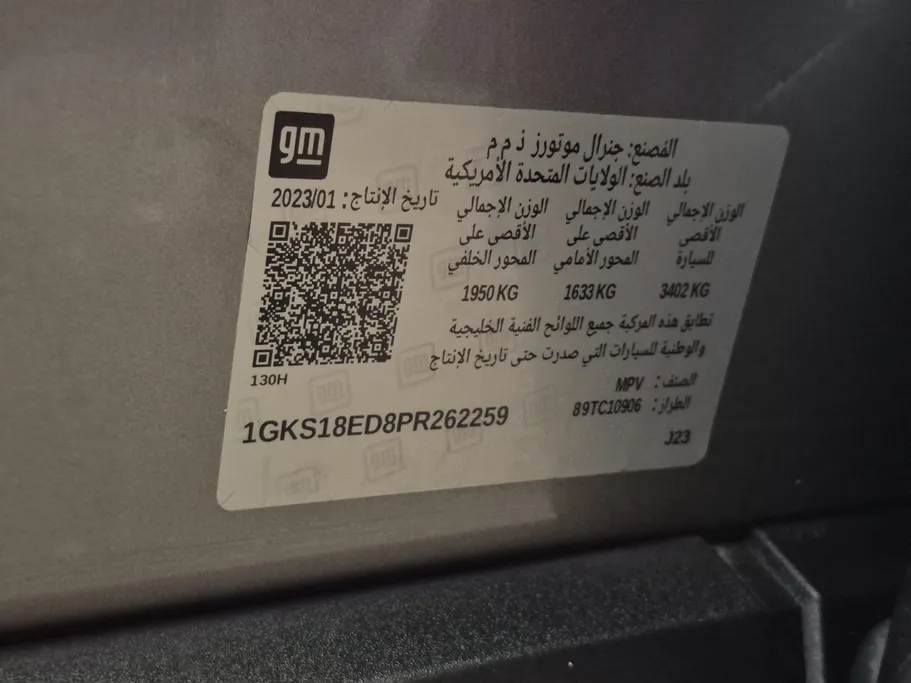 gm
المصنع: جنرال موتورز ذ م م
بلد الصنع: الولايات المتحدة الأمريكية
تاريخ الإنتاج: 2023/01
الوزن الإجمالي الأقصى للسيارة
3402 KG
الوزن الإجمالي الأقصى على المحور الأمامي
1633 KG
الوزن الإجمالي الأقصى على المحور الخلفي
1950 KG
تطابق هذه المركبة جميع اللوائح الفنية الخليجية
والوطنية للسيارات التي صدرت حتى تاريخ الإنتاج
130H
الصنف: MPV
الطراز: 89TC10906
1GKS18ED8PR262259
J23